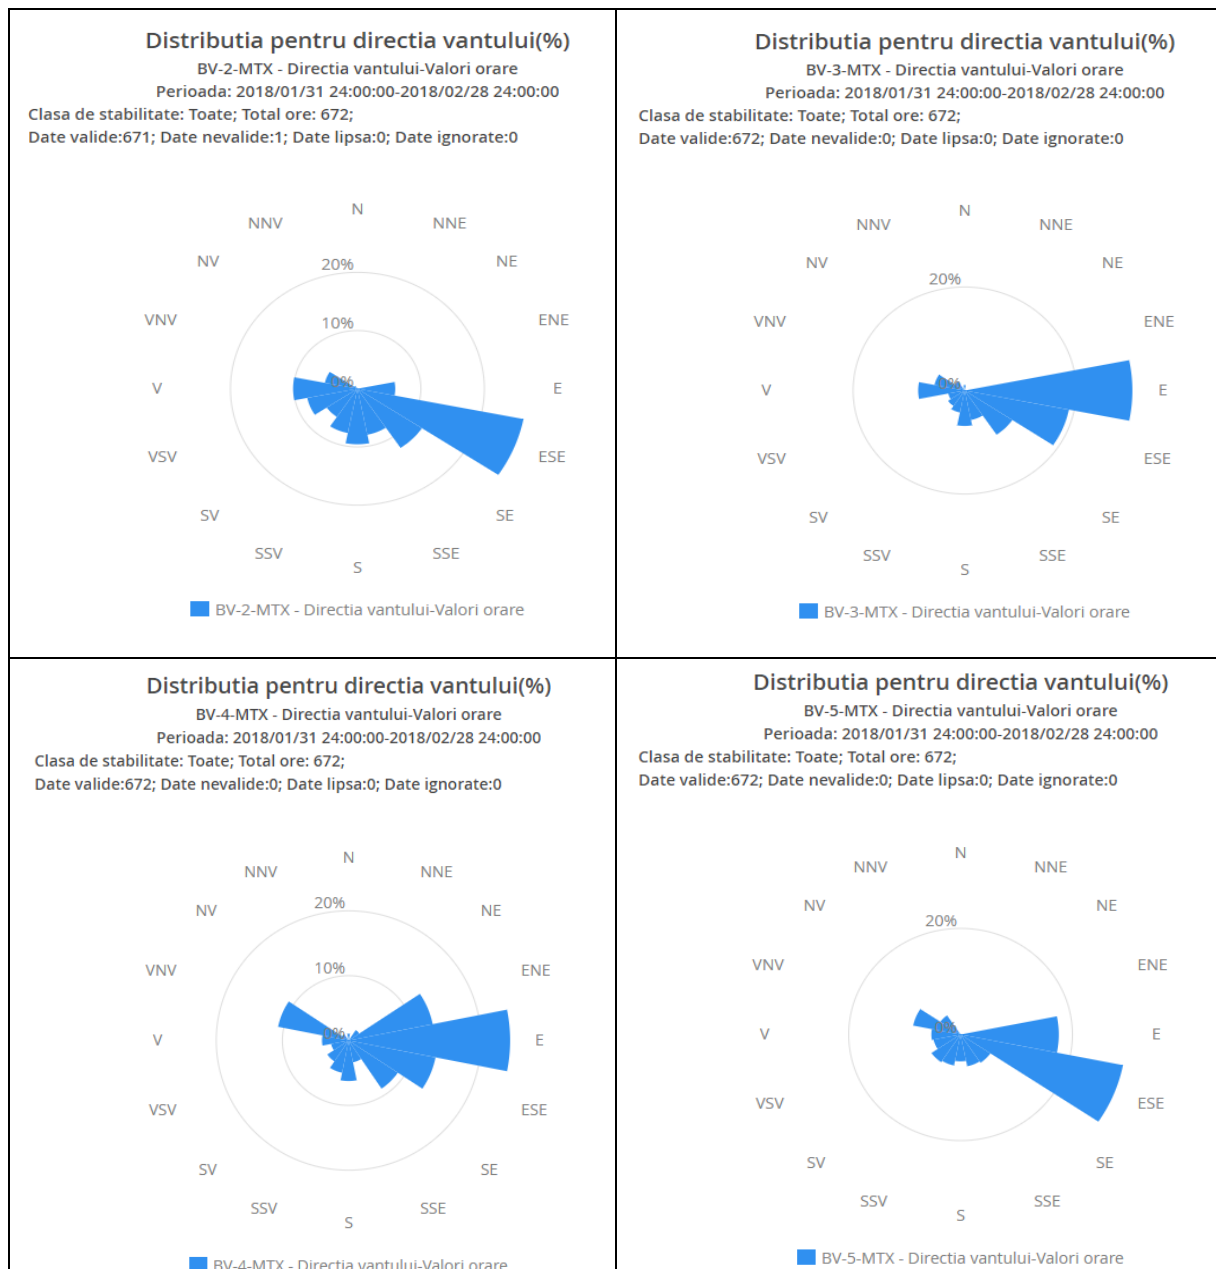 Distributia pentru directia vantului(%)
BV-2-MTX - Directia vantului-Valori orare
Perioada: 2018/01/31 24:00:00-2018/02/28 24:00:00
Clasa de stabilitate: Toate; Total ore: 672;
Date valide:671; Date nevalide:1; Date lipsa:0; Date ignorate:0
N
NNV
NNE
NV
NE
20%
VNV
ENE
10%
0%
V
E
VSV
ESE
SV
SE
SSV
SSE
S
BV-2-MTX - Directia vantului-Valori orare
Distributia pentru directia vantului(%)
BV-3-MTX - Directia vantului-Valori orare
Perioada: 2018/01/31 24:00:00-2018/02/28 24:00:00
Clasa de stabilitate: Toate; Total ore: 672;
Date valide:672; Date nevalide:0; Date lipsa:0; Date ignorate:0
N
NNV
NNE
NV
NE
20%
VNV
ENE
0%
V
E
VSV
ESE
SV
SE
SSV
SSE
S
BV-3-MTX - Directia vantului-Valori orare
Distributia pentru directia vantului(%)
BV-4-MTX - Directia vantului-Valori orare
Perioada: 2018/01/31 24:00:00-2018/02/28 24:00:00
Clasa de stabilitate: Toate; Total ore: 672;
Date valide:672; Date nevalide:0; Date lipsa:0; Date ignorate:0
N
NNV
NNE
NV
NE
20%
VNV
ENE
10%
0%
V
E
VSV
ESE
SV
SE
SSV
SSE
S
BV-4-MTX - Directia vantului-Valori orare
Distributia pentru directia vantului(%)
BV-5-MTX - Directia vantului-Valori orare
Perioada: 2018/01/31 24:00:00-2018/02/28 24:00:00
Clasa de stabilitate: Toate; Total ore: 672;
Date valide:672; Date nevalide:0; Date lipsa:0; Date ignorate:0
N
NNV
NNE
NV
NE
20%
VNV
ENE
0%
V
E
VSV
ESE
SV
SE
SSV
SSE
S
BV-5-MTX - Directia vantului-Valori orare